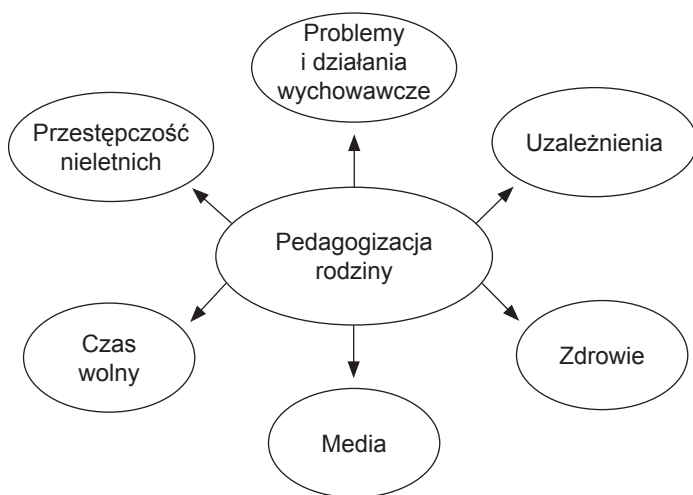 Problemy
i działania
wychowawcze
Przestępczość
nieletnich
Uzależnienia
Pedagogizacja
rodziny
Czas
wolny
Zdrowie
Media